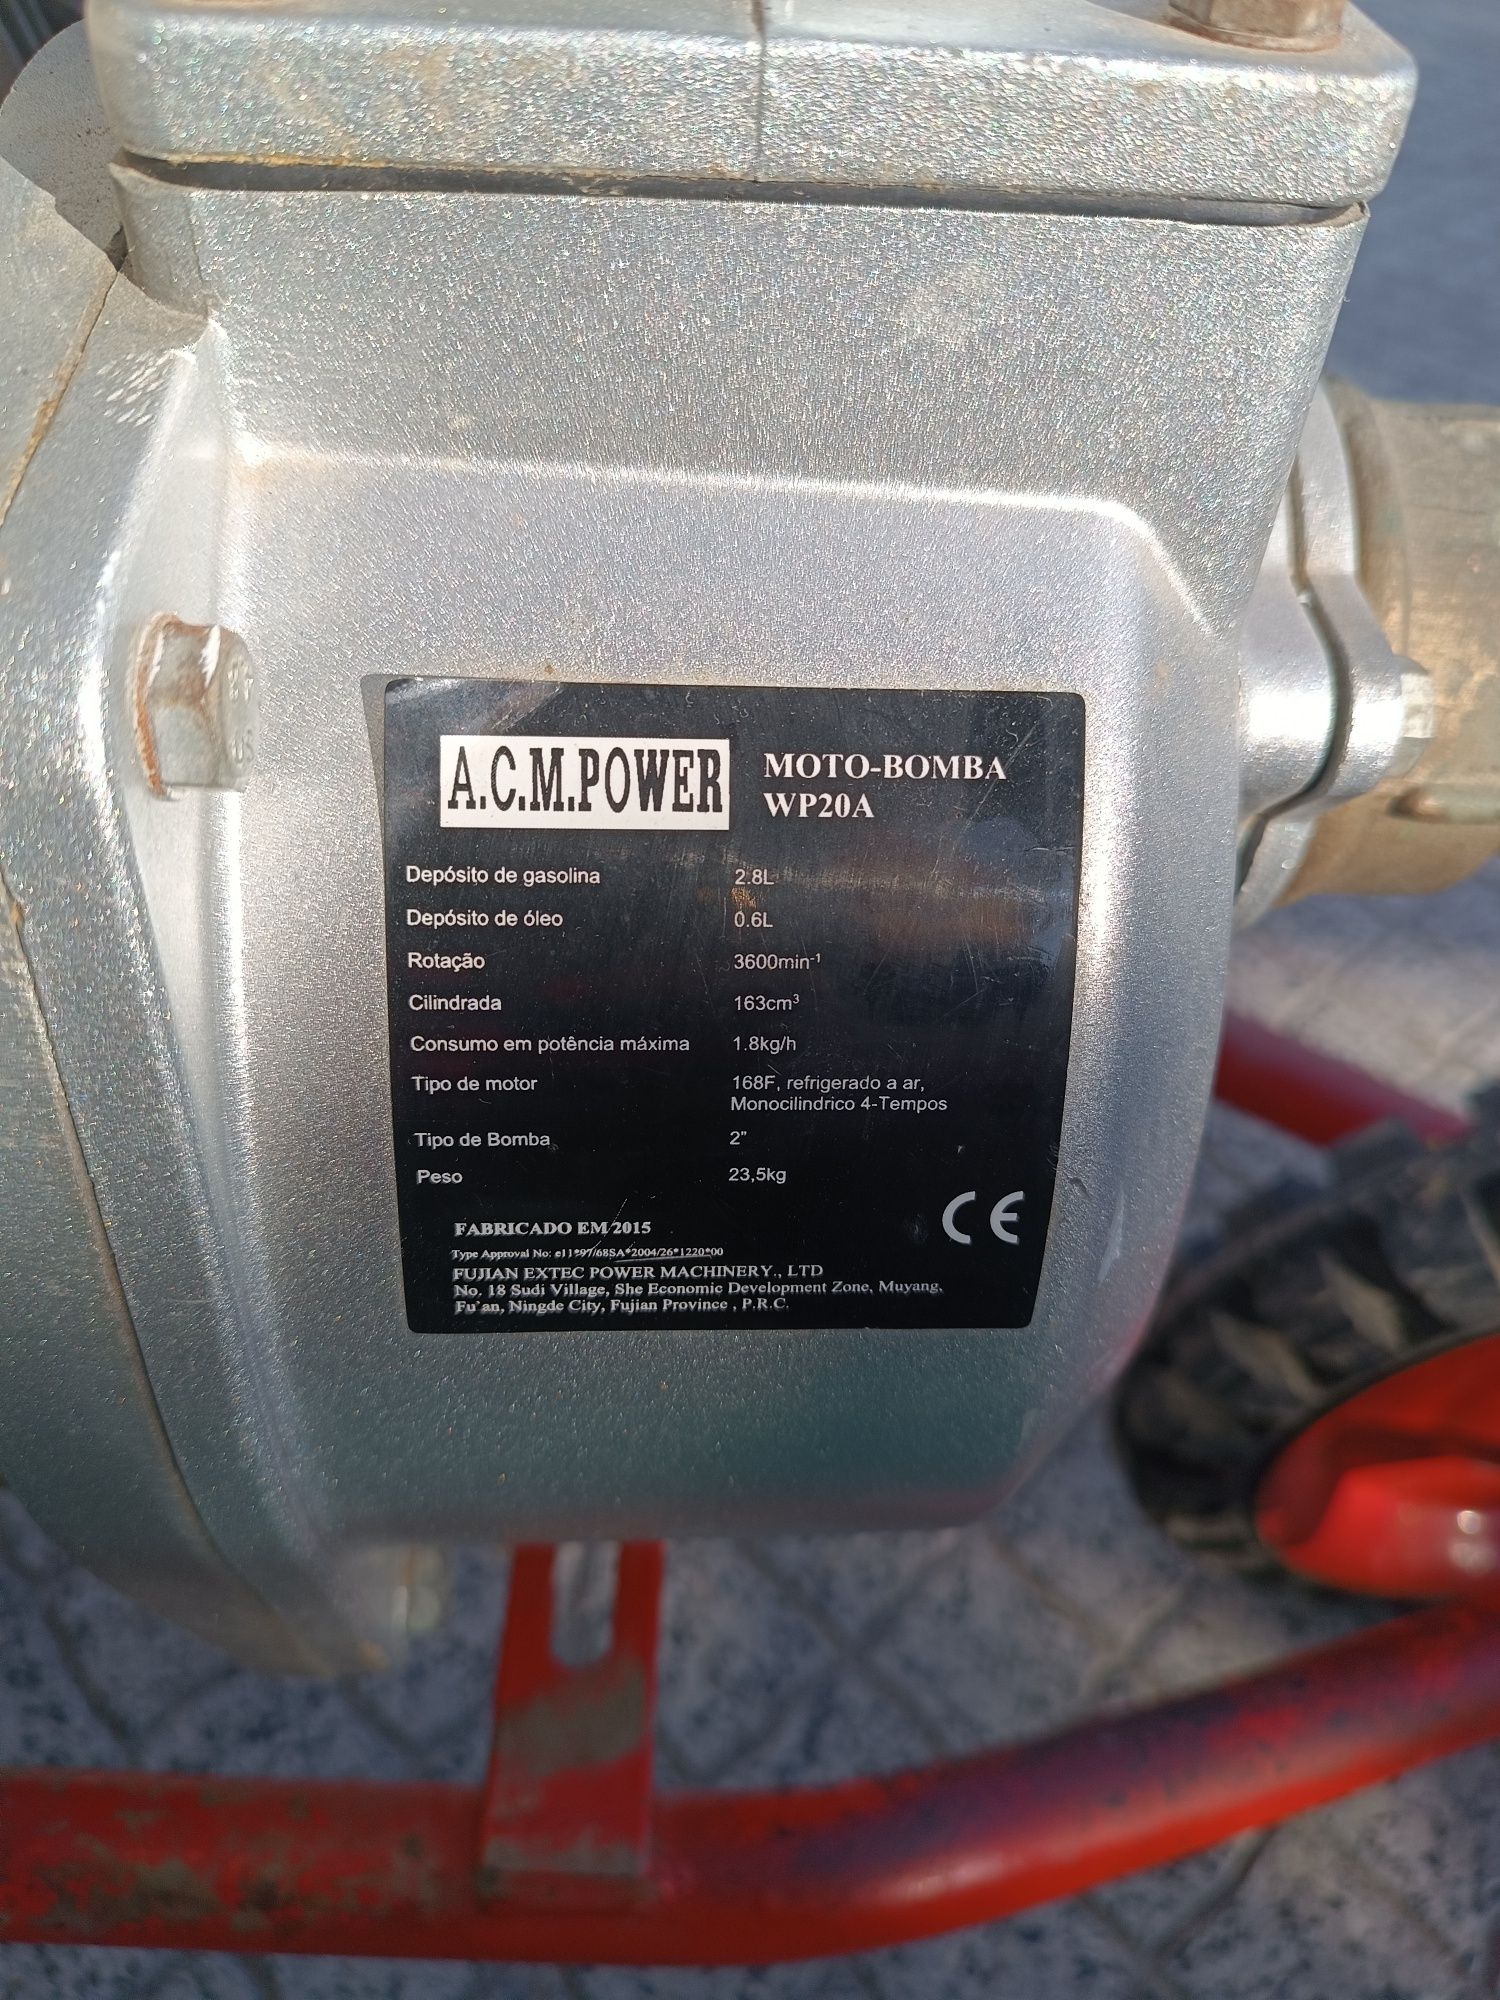 A.C.M.POWER
MOTO-BOMBA
WP20A
Depósito de gasolina 2.8L
Depósito de óleo 0.6L
Rotação 3600min-¹
Cilindrada 163cm³
Consumo em potência máxima 1.8kg/h
Tipo de motor 168F, refrigerado a ar,
Monocilindrico 4-Tempos
Tipo de Bomba 2"
Peso 23,5kg
CE
FABRICADO EM 2015
Type Approval No: e11*97/68SA*2004/26*1220*00
FUJIAN EXTEC POWER MACHINERY., LTD
No. 18 Sudi Village, She Economic Development Zone, Muyang,
Fu'an, Ningde City, Fujian Province , P.R.C.